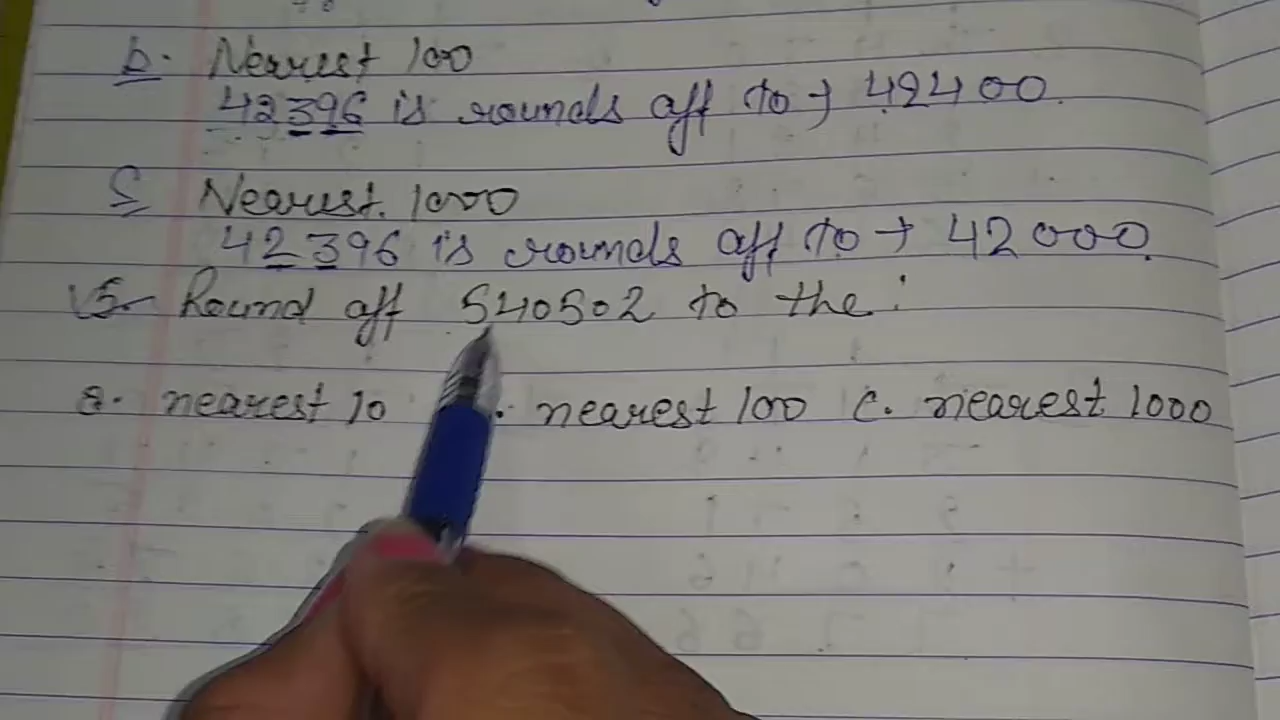 b. Nearest 100
42396 is rounds off to → 42400.
c Nearest. 1000
42396 is rounds off to → 42000.
5 Round off 540502 to the :
a. nearest 10 . nearest 100 c. nearest 1000